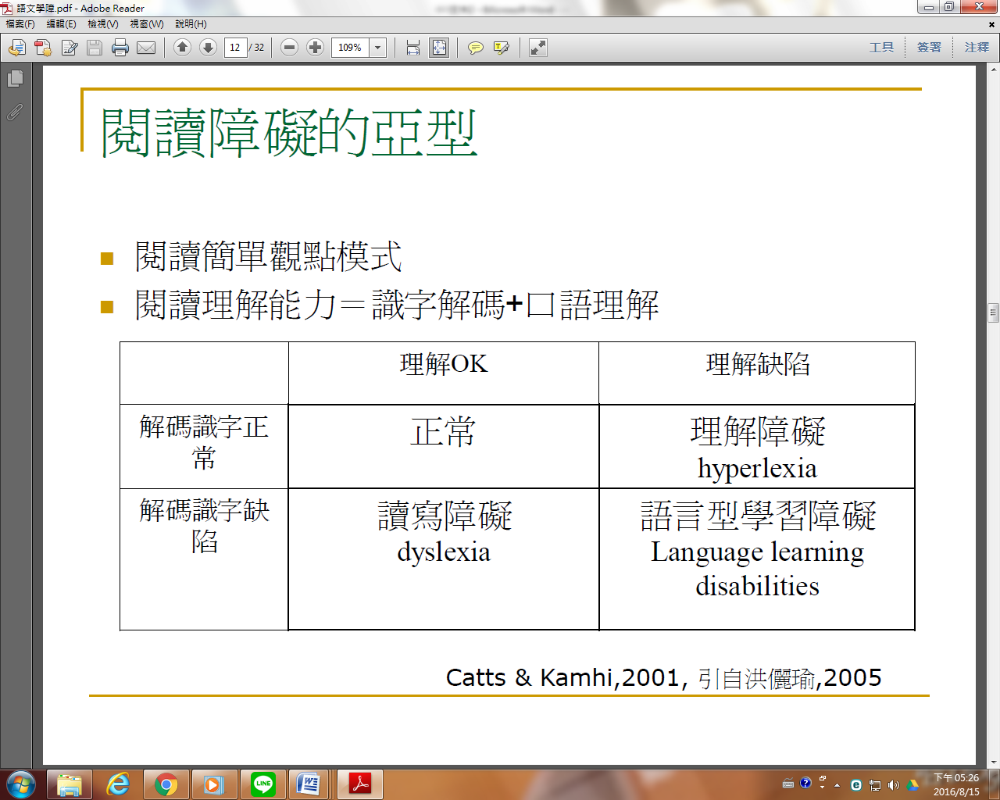 語文學障.pdf - Adobe Reader
檔案(F) 編輯(E) 檢視(V) 視窗(W) 說明(H)
12 / 32 109% 工具 簽署 注釋
閱讀障礙的亞型
閱讀簡單觀點模式
閱讀理解能力＝識字解碼+口語理解
理解OK 理解缺陷
解碼識字正常 正常 理解障礙 hyperlexia
解碼識字缺陷 讀寫障礙 dyslexia 語言型學習障礙 Language learning disabilities
Catts & Kamhi,2001, 引自洪儷瑜,2005
LINE
下午 05:26
2016/8/15